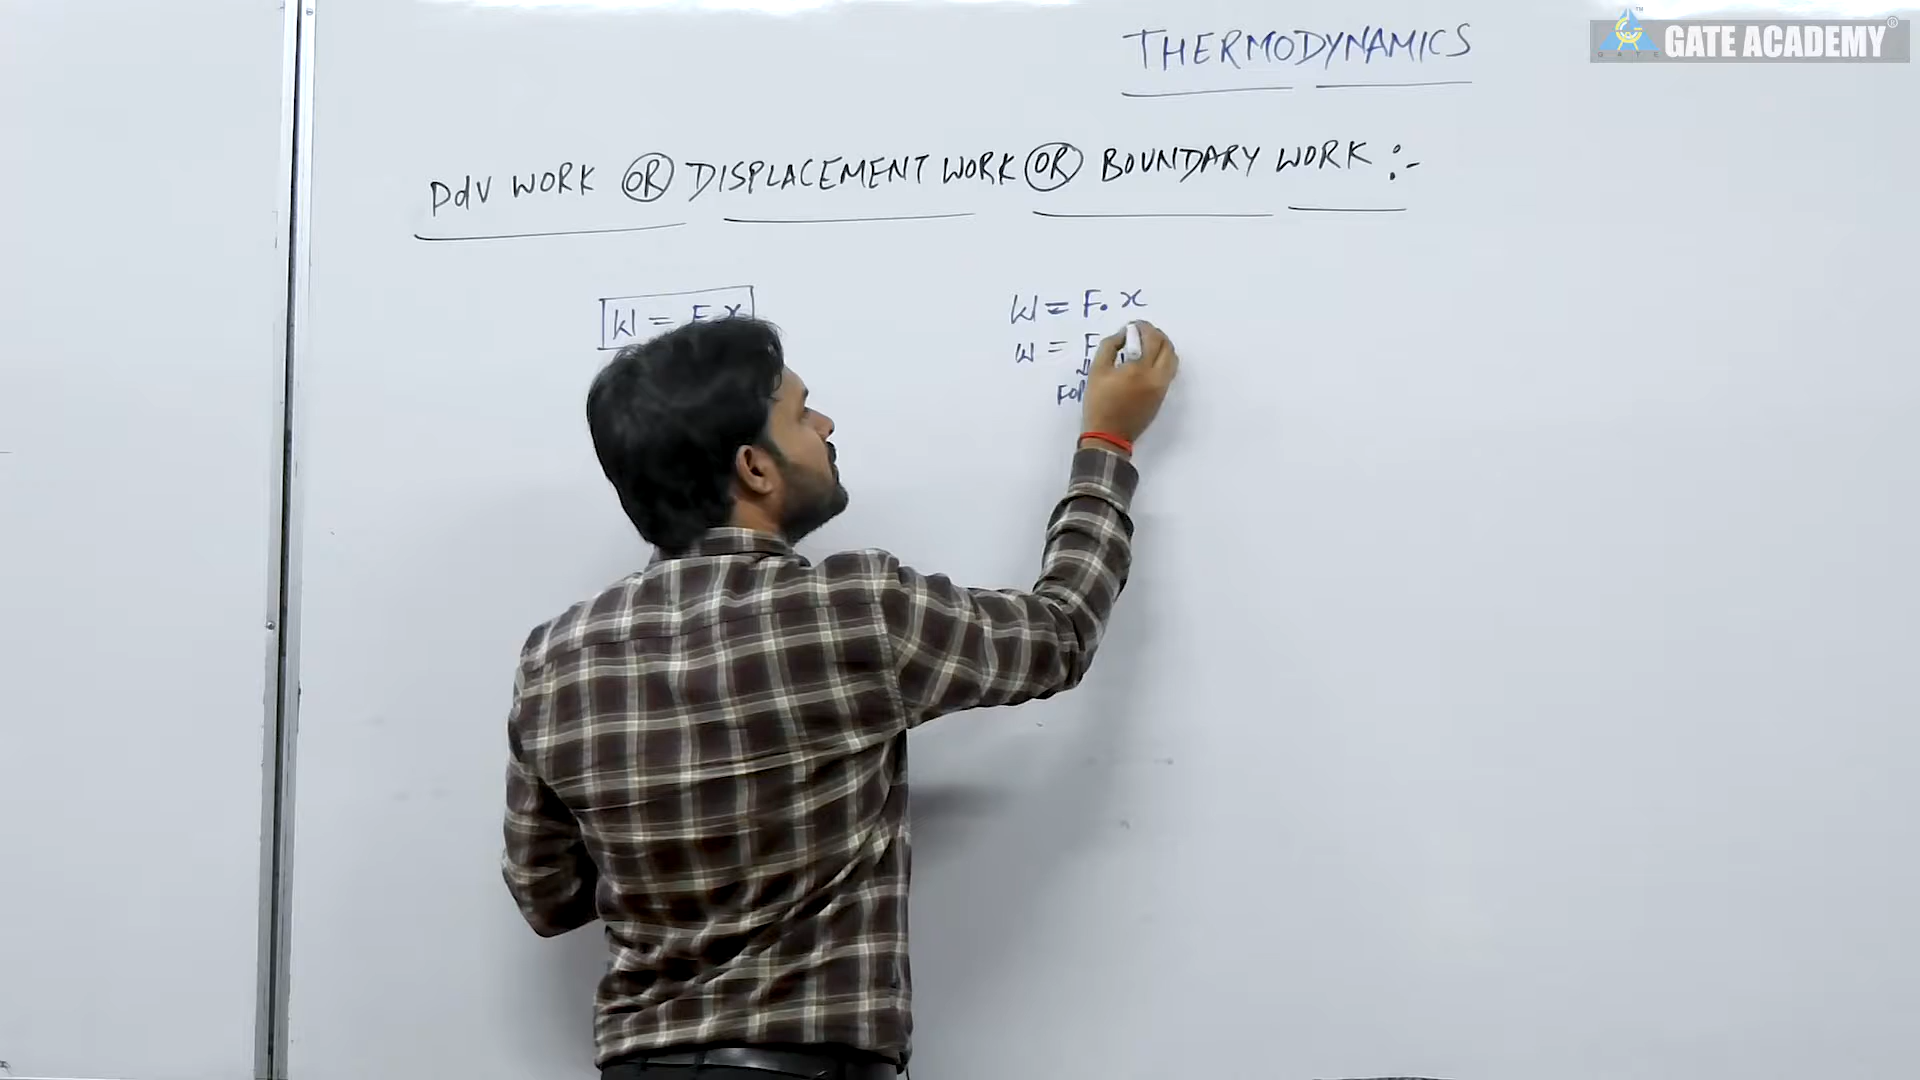 THERMODYNAMICS
GATE ACADEMY®
PdV WORK OR DISPLACEMENT WORK OR BOUNDARY WORK :-
W = F.x
W = F. x
W = F